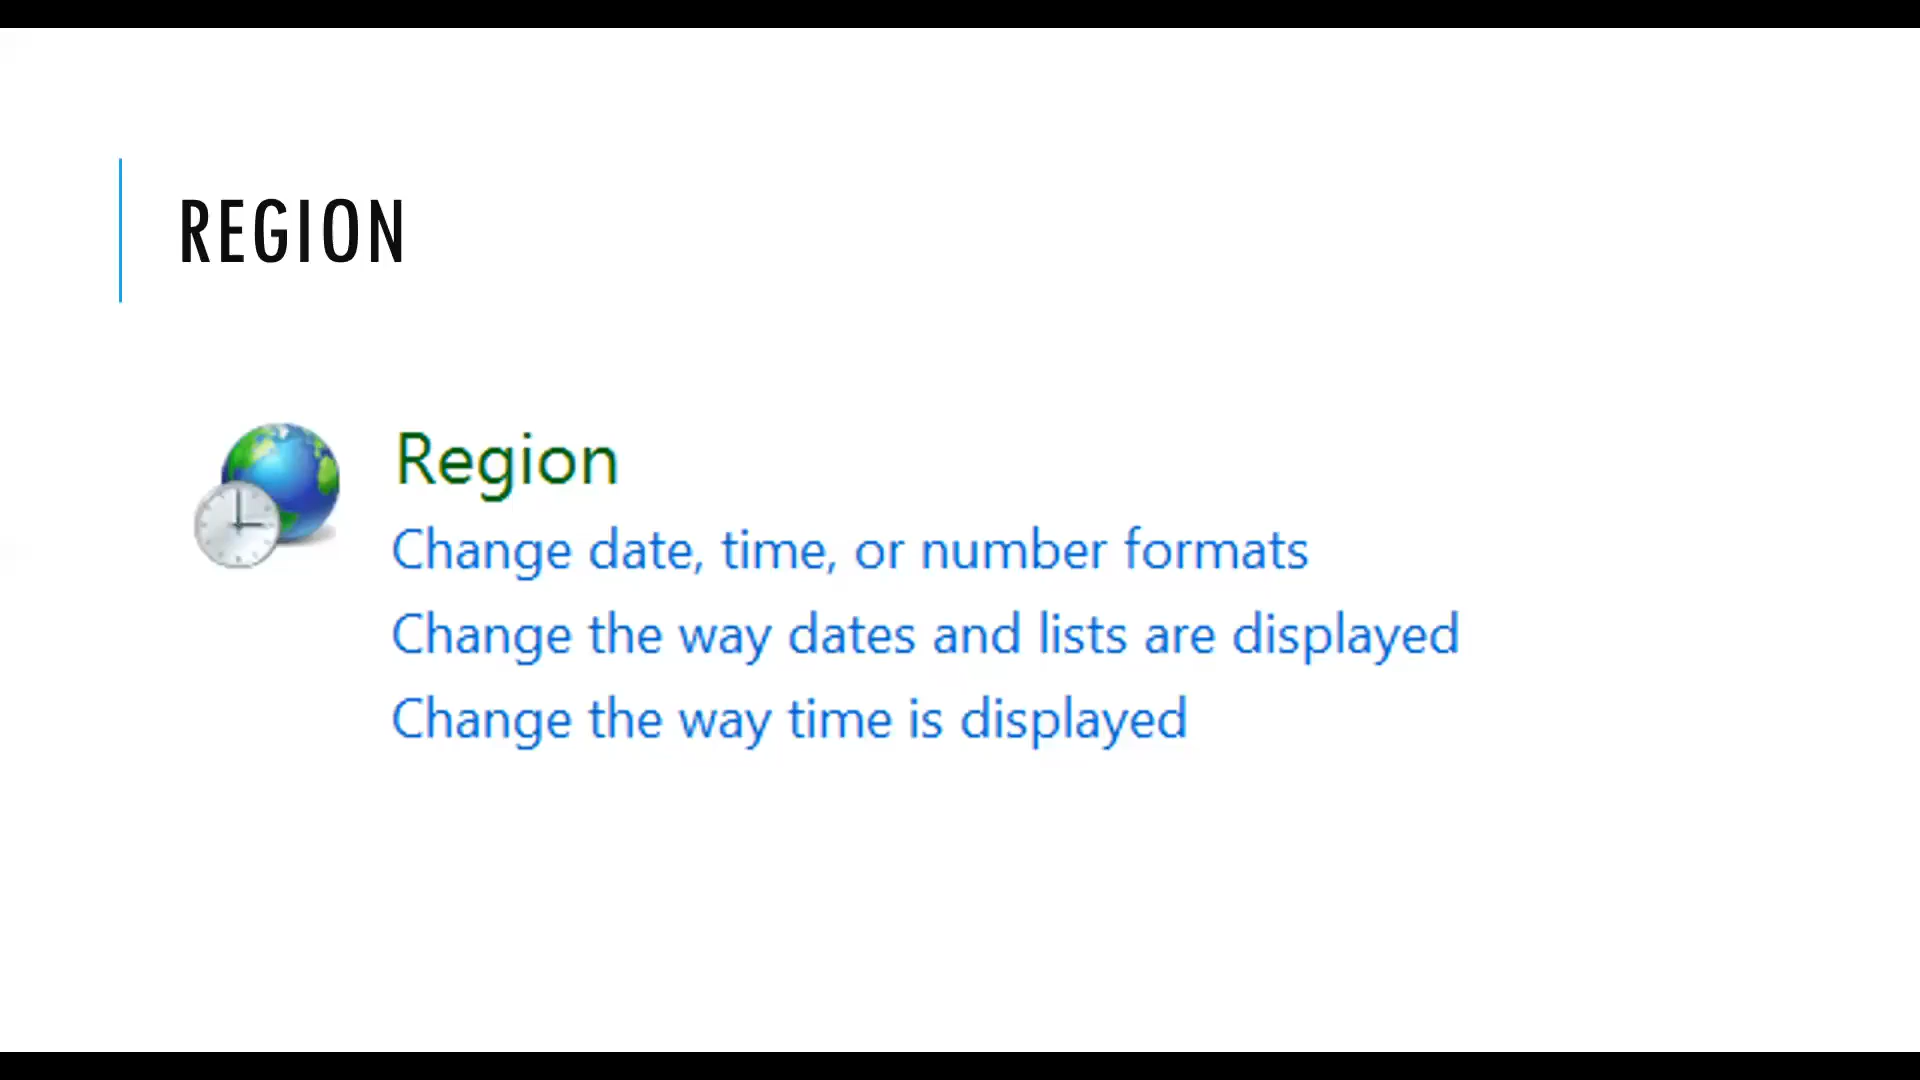 REGION
Region
Change date, time, or number formats
Change the way dates and lists are displayed
Change the way time is displayed